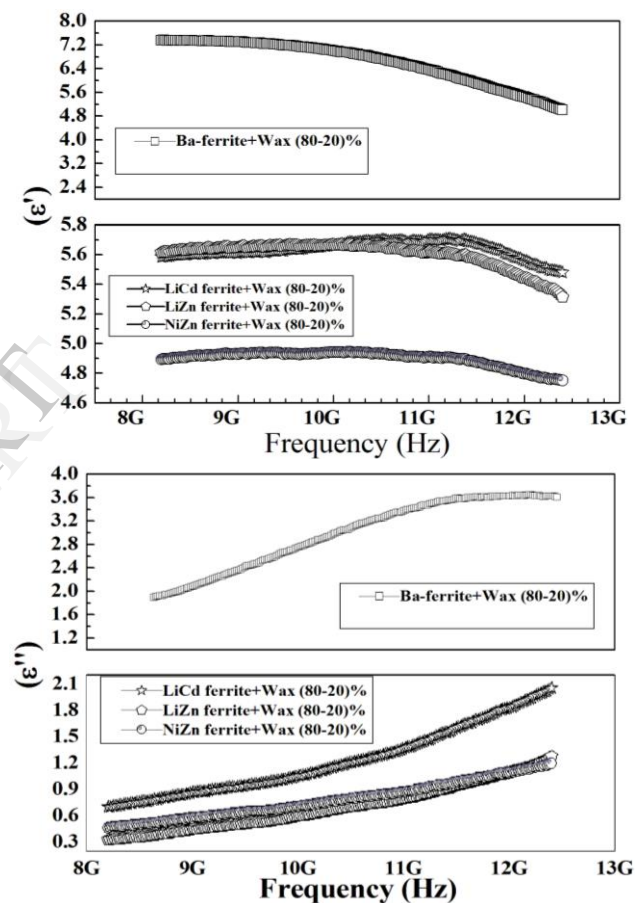 8.0
7.2
6.4
5.6
4.8
4.0
3.2
2.4
Ba-ferrite+Wax (80-20)%
(ε')
5.8
5.6
5.4
5.2
5.0
4.8
4.6
LiCd ferrite+Wax (80-20)%
LiZn ferrite+Wax (80-20)%
NiZn ferrite+Wax (80-20)%
8G 9G 10G 11G 12G 13G
Frequency (Hz)
4.0
3.6
3.2
2.8
2.4
2.0
1.6
1.2
Ba-ferrite+Wax (80-20)%
(ε'')
2.1
1.8
1.5
1.2
0.9
0.6
0.3
LiCd ferrite+Wax (80-20)%
LiZn ferrite+Wax (80-20)%
NiZn ferrite+Wax (80-20)%
8G 9G 10G 11G 12G 13G
Frequency (Hz)